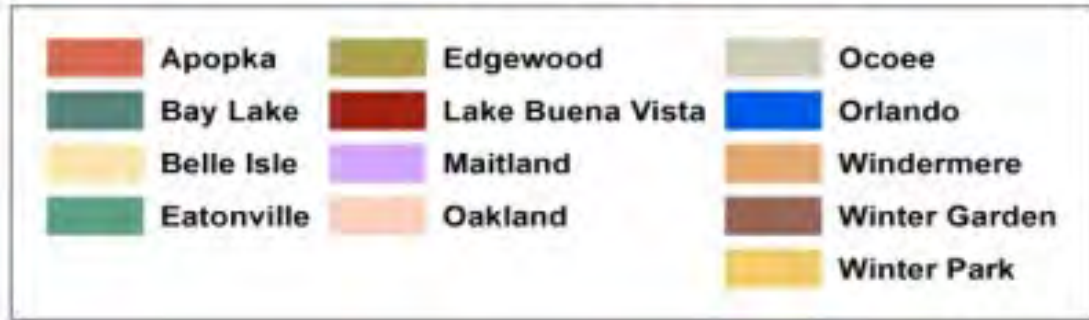 Apopka
Bay Lake
Belle Isle
Eatonville
Edgewood
Lake Buena Vista
Maitland
Oakland
Ocoee
Orlando
Windermere
Winter Garden
Winter Park